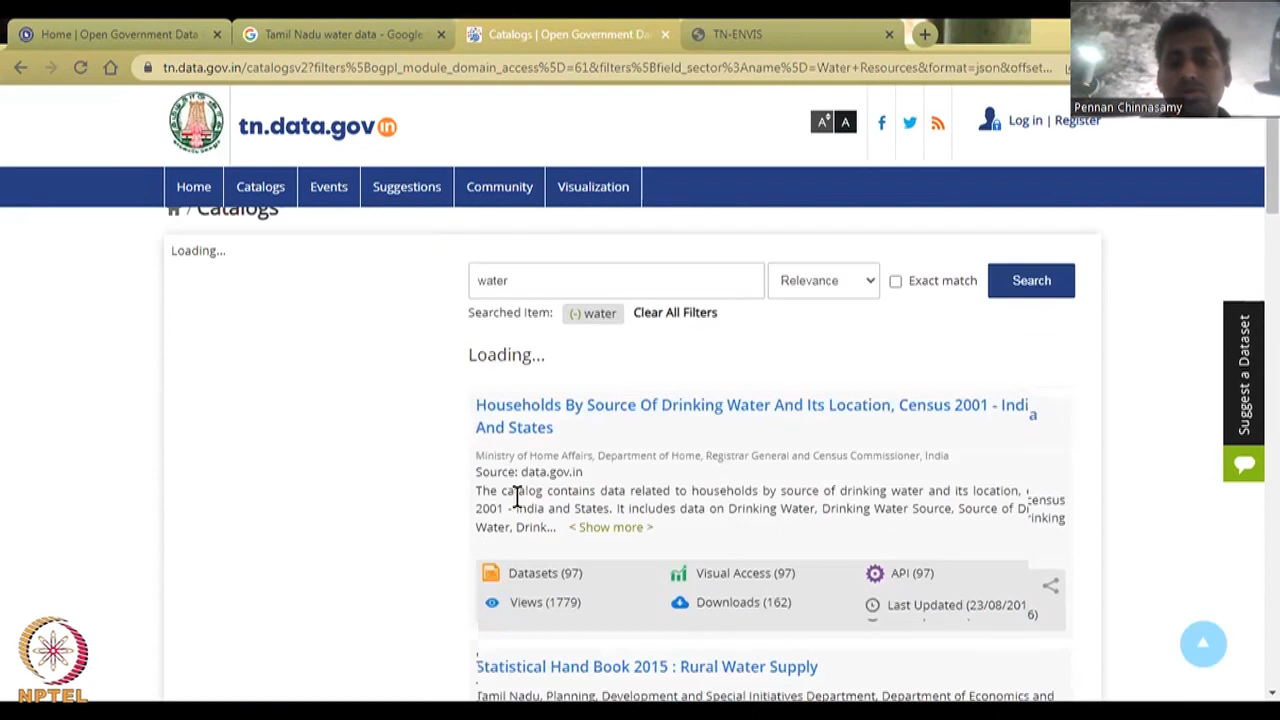 Home | Open Government Data
Tamil Nadu water data - Google
Catalogs | Open Government Da
TN-ENVIS
tn.data.gov.in/catalogsv2?filters%5Bogpl_module_domain_access%5D=61&filters%5Bfield_sector%3Aname%5D=Water+Resources&format=json&offset...
Pennan Chinnasamy
tn.data.gov in
A
A
Log in | Register
Home
Catalogs
Events
Suggestions
Community
Visualization
/ Catalogs
Loading...
water
Relevance
Exact match
Search
Searched Item:
(-) water
Clear All Filters
Loading...
Households By Source Of Drinking Water And Its Location, Census 2001 - Indi
a
And States
Ministry of Home Affairs, Department of Home, Registrar General and Census Commissioner, India
Source: data.gov.in
The catalog contains data related to households by source of drinking water and its location,
census
2001 - India and States. It includes data on Drinking Water, Drinking Water Source, Source of Dr
inking
Water, Drink... < Show more >
Datasets (97)
Visual Access (97)
API (97)
Views (1779)
Downloads (162)
Last Updated (23/08/201
6)
Statistical Hand Book 2015 : Rural Water Supply
Tamil Nadu, Planning, Development and Special Initiatives Department, Department of Economics and
Suggest a Dataset
NPTEL